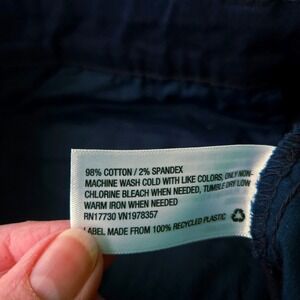 98% COTTON / 2% SPANDEX
MACHINE WASH COLD WITH LIKE COLORS, ONLY NON-
CHLORINE BLEACH WHEN NEEDED, TUMBLE DRY LOW
WARM IRON WHEN NEEDED
RN17730 VN1978357
LABEL MADE FROM 100% RECYCLED PLASTIC